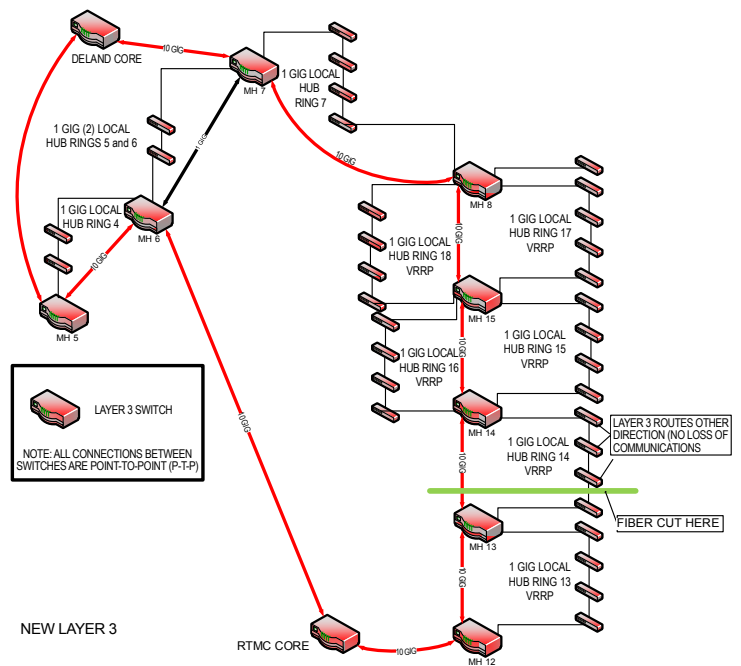 DELAND CORE
10 GIG
MH 7
1 GIG LOCAL
HUB
RING 7
1 GIG (2) LOCAL
HUB RINGS 5 and 6
1 GIG
10 GIG
MH 8
1 GIG LOCAL
HUB RING 4
MH 6
10 GIG
MH 5
10 GIG
1 GIG LOCAL
HUB RING 17
VRRP
1 GIG LOCAL
HUB RING 18
VRRP
MH 15
10 GIG
1 GIG LOCAL
HUB RING 15
VRRP
1 GIG LOCAL
HUB RING 16
VRRP
MH 14
LAYER 3 SWITCH
NOTE: ALL CONNECTIONS BETWEEN
SWITCHES ARE POINT-TO-POINT (P-T-P)
10 GIG
10 GIG
1 GIG LOCAL
HUB RING 14
VRRP
LAYER 3 ROUTES OTHER
DIRECTION (NO LOSS OF
COMMUNICATIONS
FIBER CUT HERE
MH 13
10 GIG
1 GIG LOCAL
HUB RING 13
VRRP
NEW LAYER 3
RTMC CORE
10 GIG
MH 12